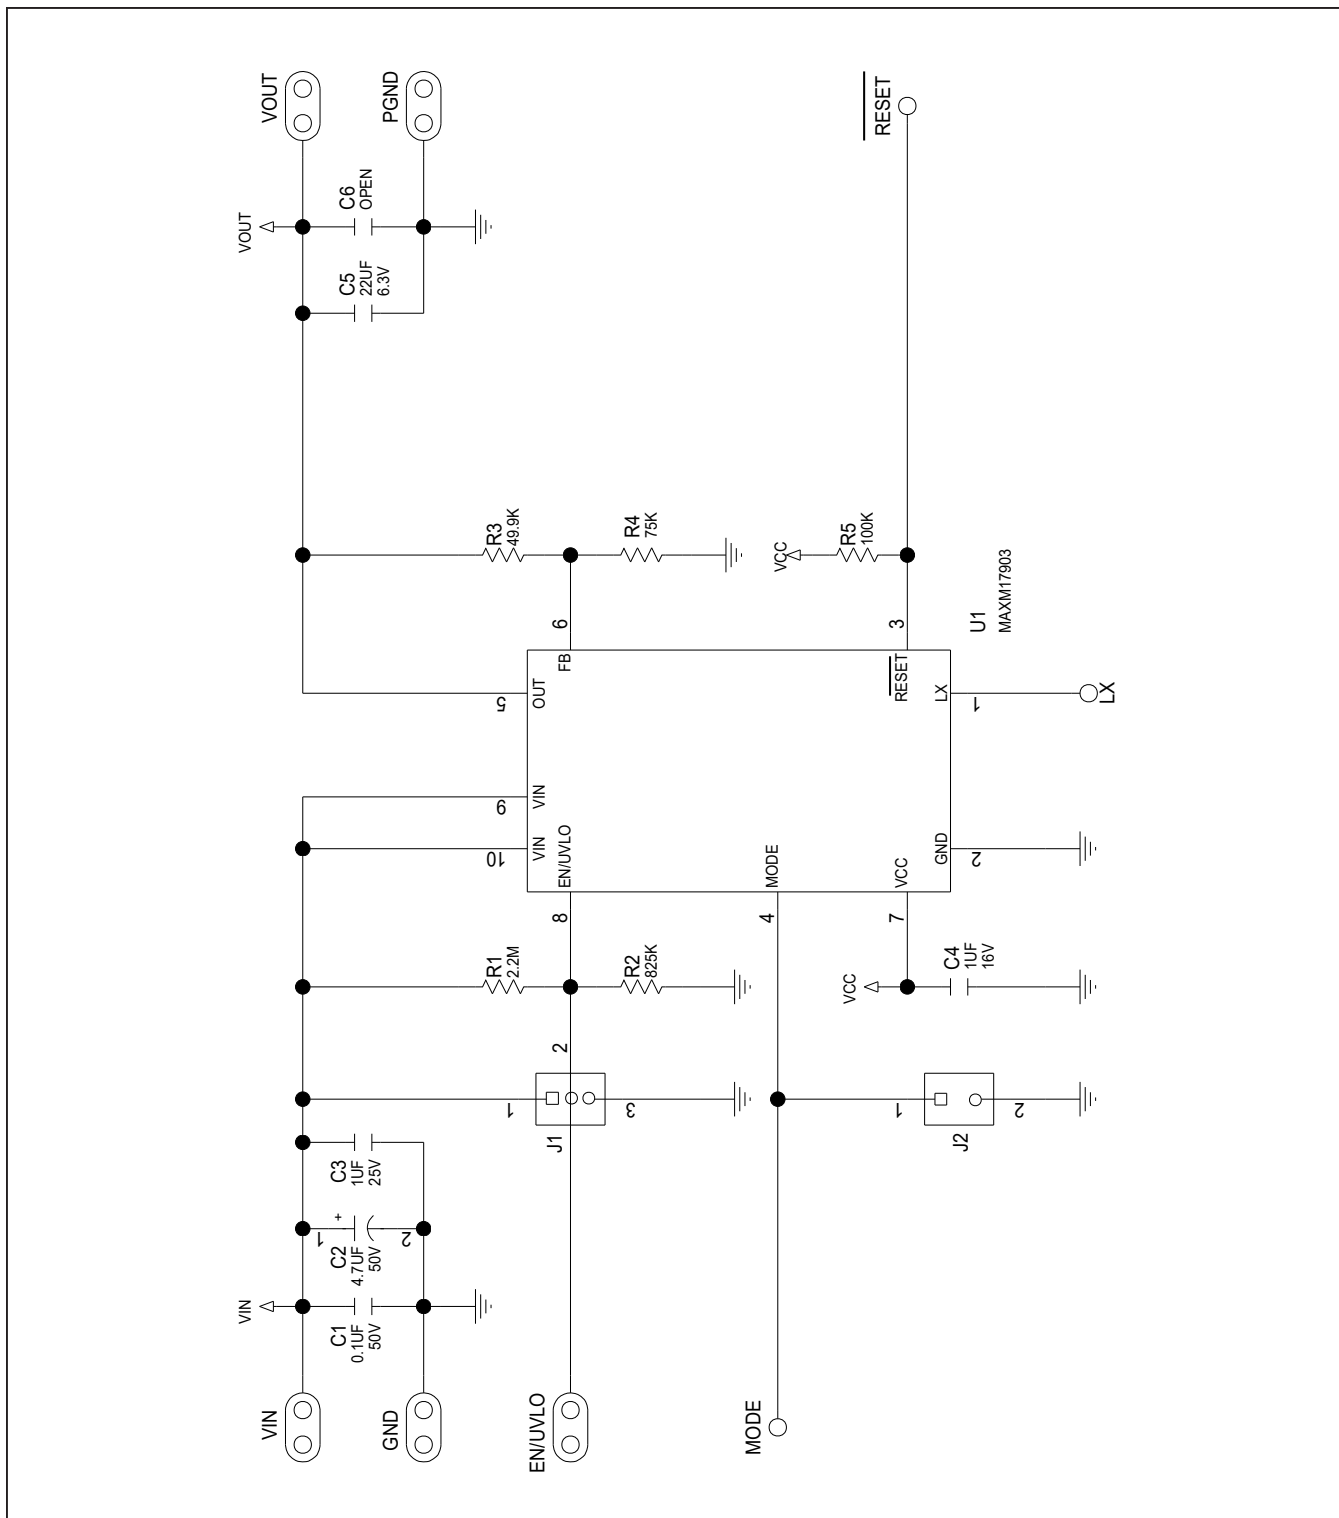 VIN
GND
EN/UVLO
MODE
VIN
C1
0.1UF
50V
1
+
2
C2
4.7UF
50V
C3
1UF
25V
1
2
3
J1
1
2
J2
R1
2.2M
R2
825K
VCC
C4
1UF
16V
10
VIN
9
VIN
5
OUT
8
EN/UVLO
4
MODE
7
VCC
2
GND
1
LX
LX
6
FB
3
RESET
U1
MAXM17903
R3
49.9K
R4
75K
VCC
R5
100K
C5
22UF
6.3V
C6
OPEN
VOUT
VOUT
PGND
RESET